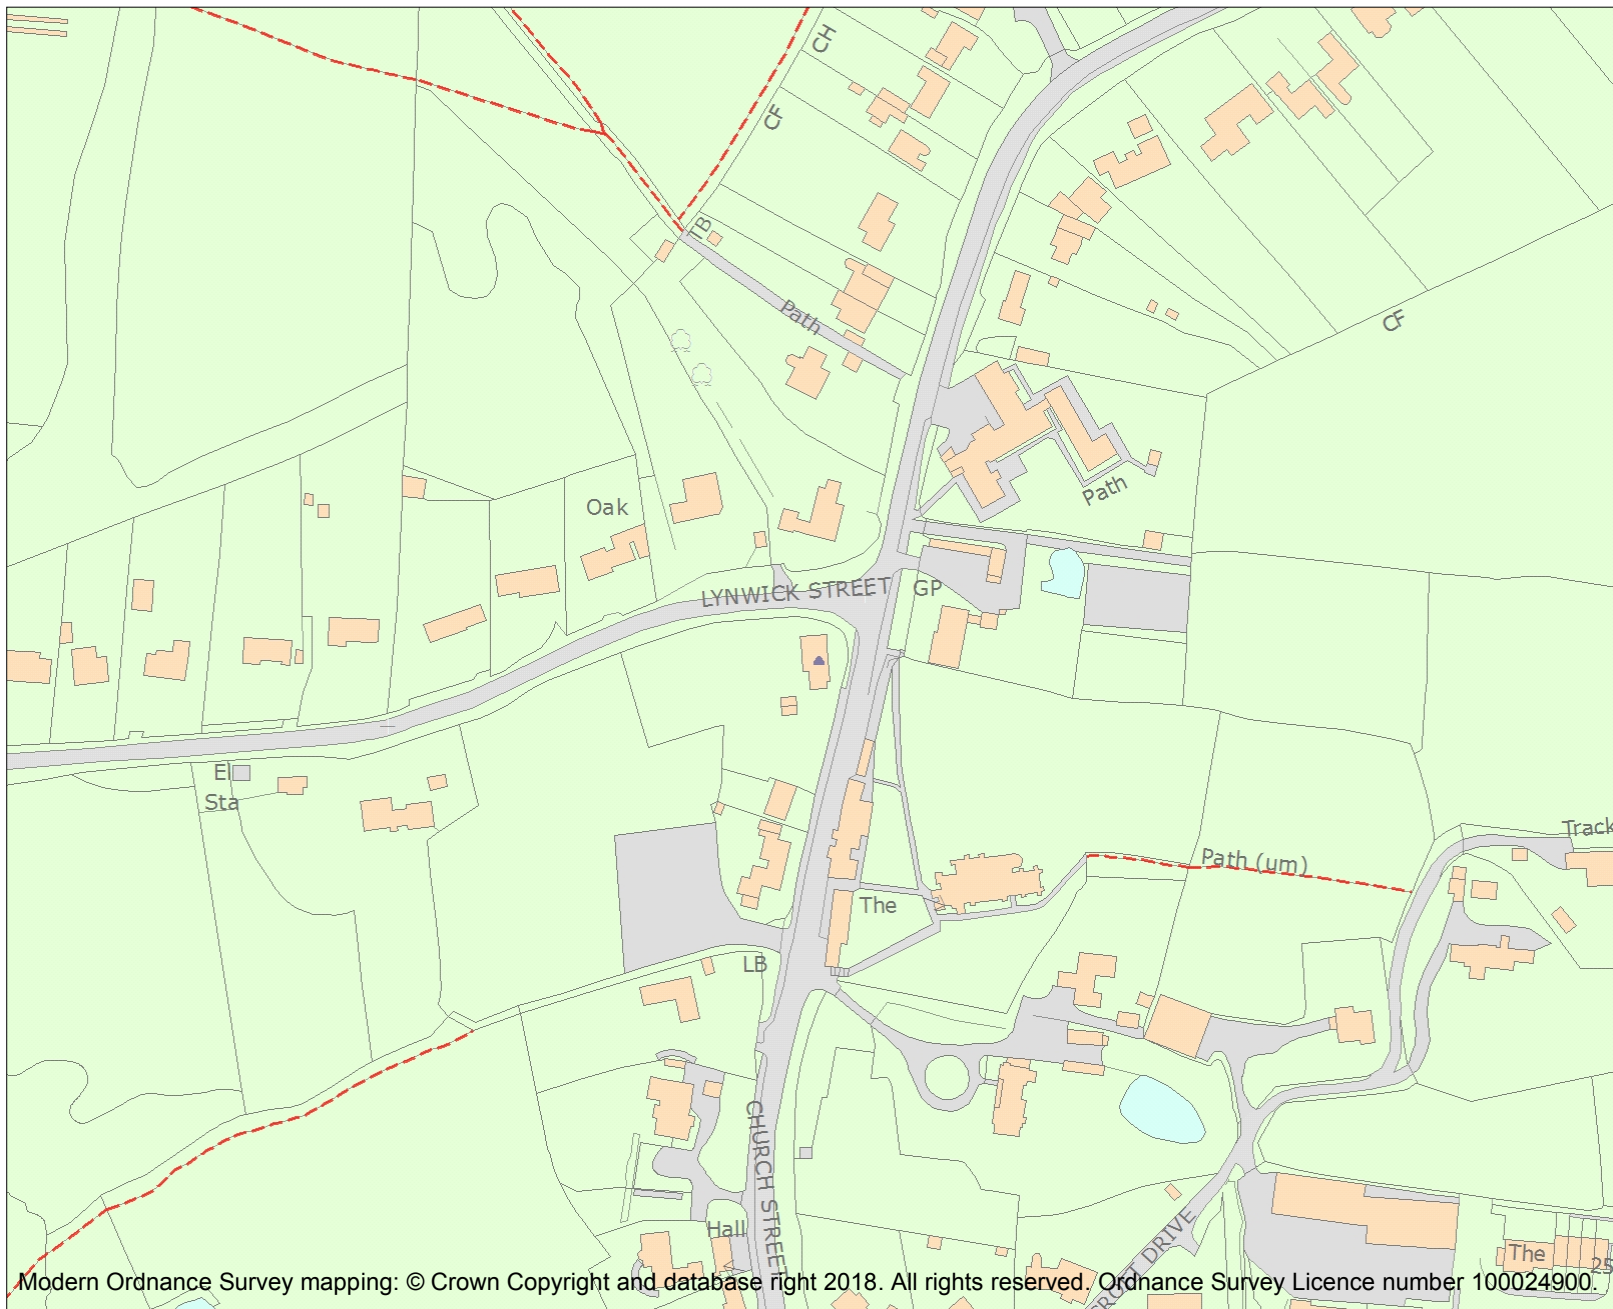 CH
CF
TB
Path
CF
Path
Oak
LYNWICK STREET
GP
El
Sta
Track
Path (um)
The
LB
CHURCH STREET
Hall
DRIVE
The
25
Modern Ordnance Survey mapping: © Crown Copyright and database right 2018. All rights reserved. Ordnance Survey Licence number 100024900.